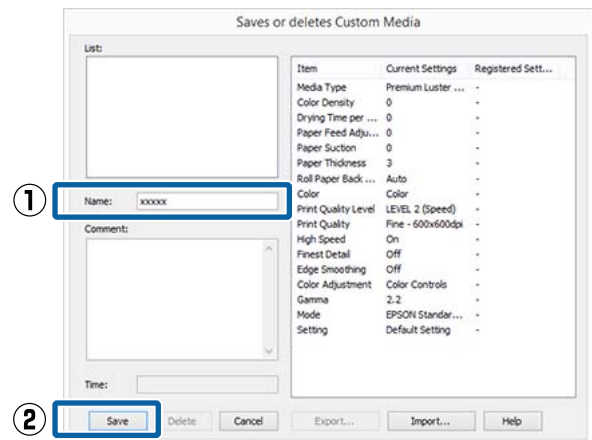 Saves or deletes Custom Media
List:
Item Current Settings Registered Sett...
Media Type Premium Luster ... -
Color Density 0 -
Drying Time per ... 0 -
Paper Feed Adju... 0 -
Paper Suction 0 -
Paper Thickness 3 -
Roll Paper Back ... Auto -
Color Color -
Print Quality Level LEVEL 2 (Speed) -
Print Quality Fine - 600x600dpi -
High Speed On -
Finest Detail Off -
Edge Smoothing Off -
Color Adjustment Color Controls -
Gamma 2.2 -
Mode EPSON Standar... -
Setting Default Setting -
① Name: xxxxx
Comment:
Time:
② Save Delete Cancel Export... Import... Help